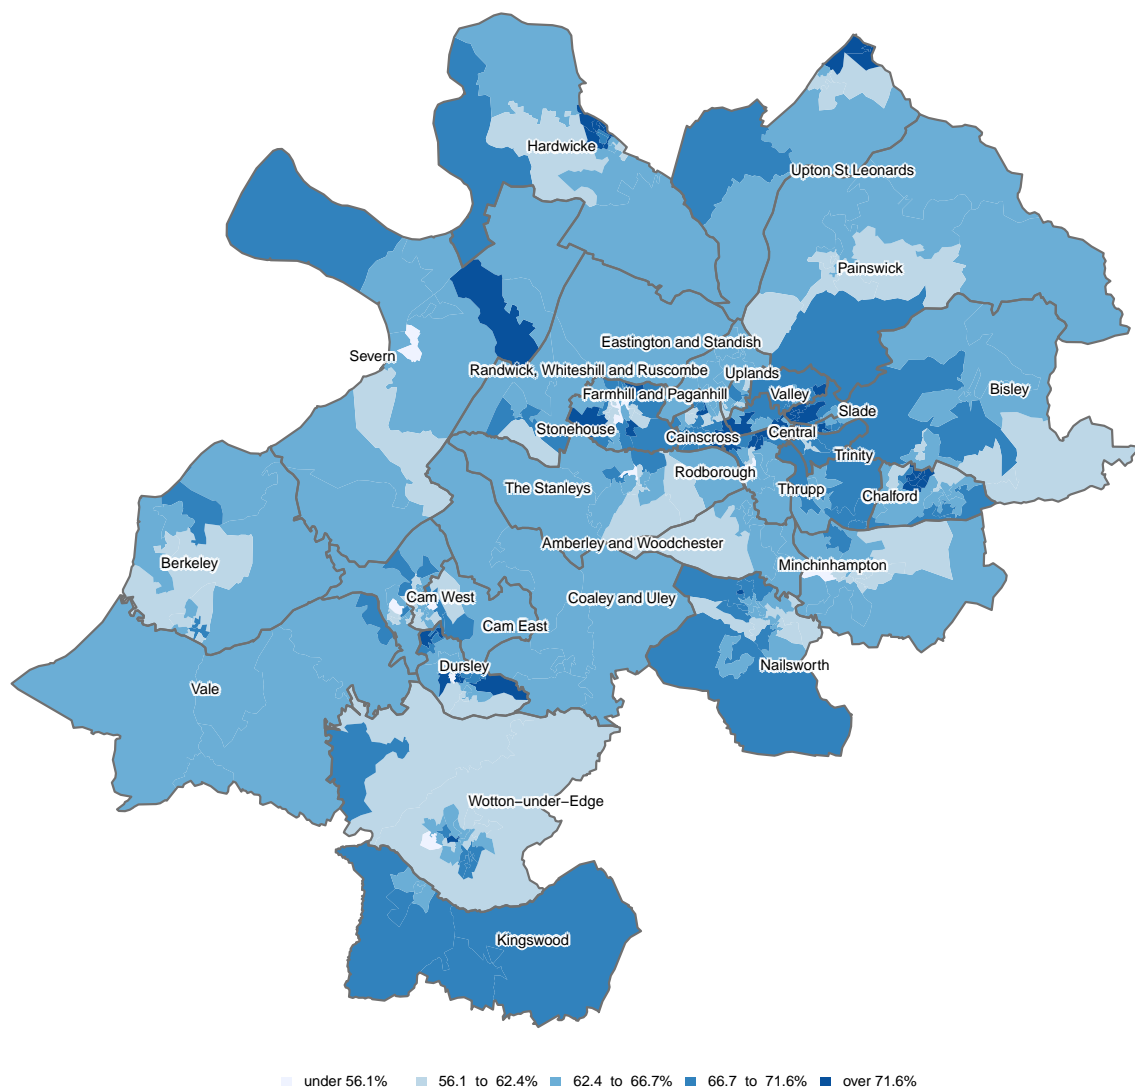 Hardwicke
Upton St Leonards
Painswick
Severn
Eastington and Standish
Randwick, Whiteshill and Ruscombe
Uplands
Bisley
Farmhill and Paganhill
Valley
Slade
Stonehouse
Cainscross
Central
Trinity
Rodborough
The Stanleys
Thrupp
Chalford
Amberley and Woodchester
Berkeley
Minchinhampton
Cam West
Coaley and Uley
Cam East
Dursley
Nailsworth
Vale
Wotton−under−Edge
Kingswood
under 56.1% 56.1 to 62.4% 62.4 to 66.7% 66.7 to 71.6% over 71.6%